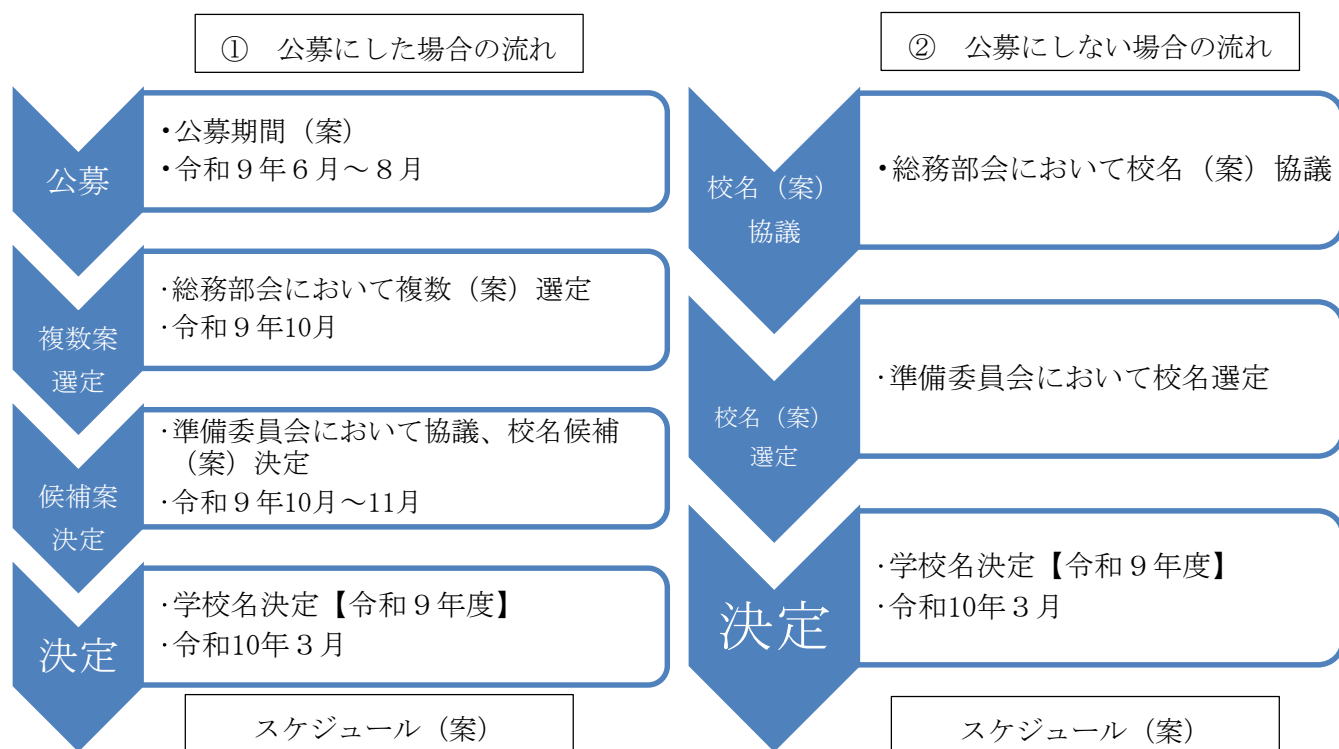 ① 公募にした場合の流れ
公募
・公募期間（案）
・令和９年６月～８月
複数案
選定
・総務部会において複数（案）選定
・令和９年10月
候補案
決定
・準備委員会において協議、校名候補
（案）決定
・令和９年10月～11月
決定
・学校名決定【令和９年度】
・令和10年３月
スケジュール（案）
② 公募にしない場合の流れ
校名（案）
協議
・総務部会において校名（案）協議
校名（案）
選定
・準備委員会において校名選定
決定
・学校名決定【令和９年度】
・令和10年３月
スケジュール（案）